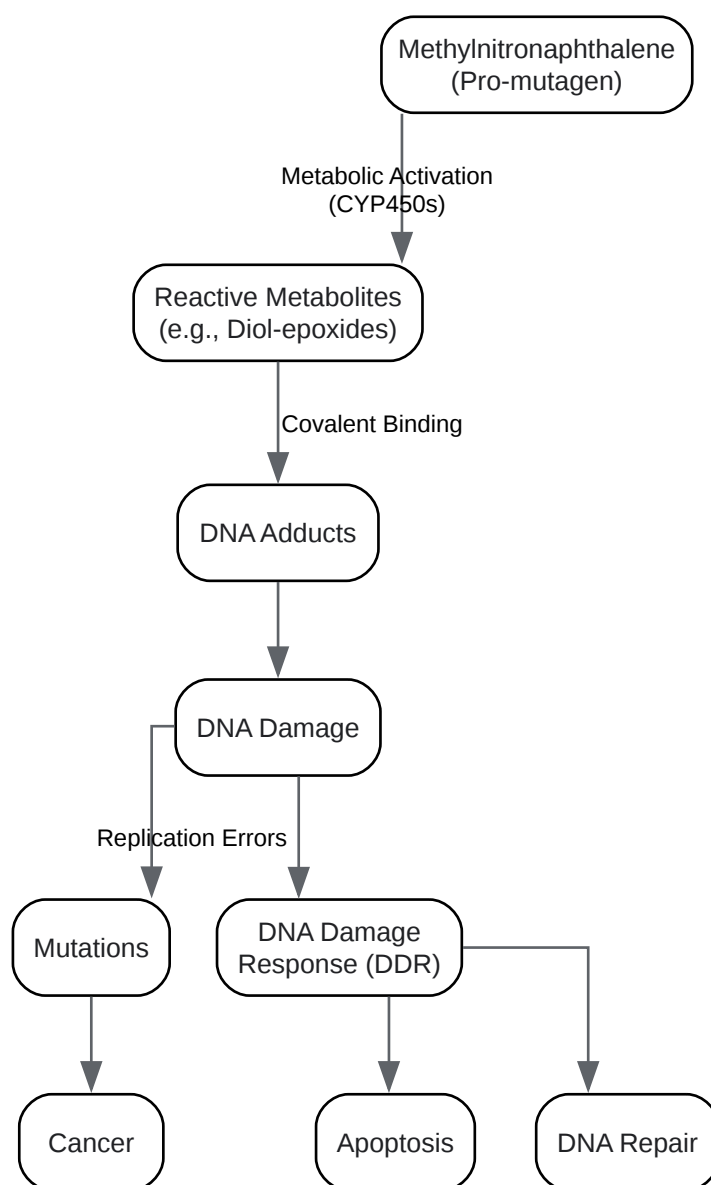 Methylnitronaphthalene
(Pro-mutagen)
Metabolic Activation
(CYP450s)
Reactive Metabolites
(e.g., Diol-epoxides)
Covalent Binding
DNA Adducts
DNA Damage
Replication Errors
Mutations
DNA Damage
Response (DDR)
Cancer
Apoptosis
DNA Repair